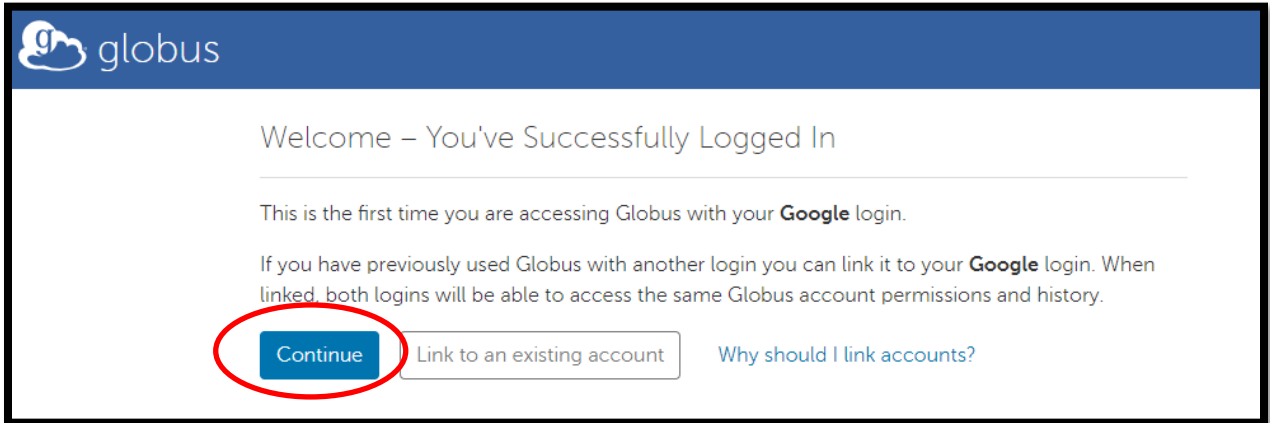 globus
Welcome – You've Successfully Logged In
This is the first time you are accessing Globus with your Google login.
If you have previously used Globus with another login you can link it to your Google login. When
linked, both logins will be able to access the same Globus account permissions and history.
Continue Link to an existing account Why should I link accounts?